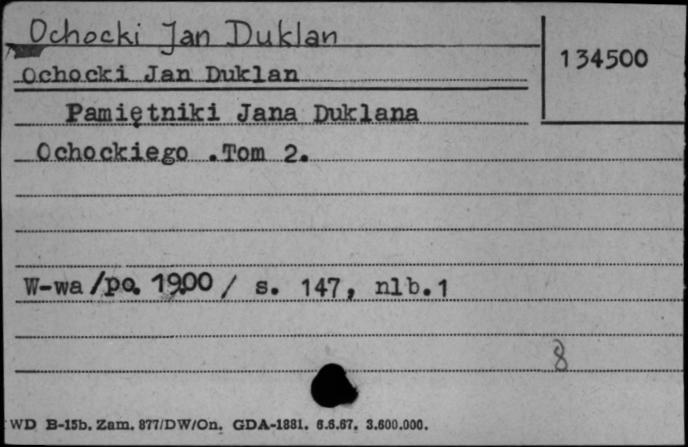 Ochocki Jan Duklan
134500
Ochocki Jan Duklan
Pamiętniki Jana Duklana
Ochockiego .Tom 2.
W-wa /po. 1900 / s. 147, nlb.1
8
WD B-15b. Zam. 877/DW/On. GDA-1881. 6.6.67. 3.600.000.